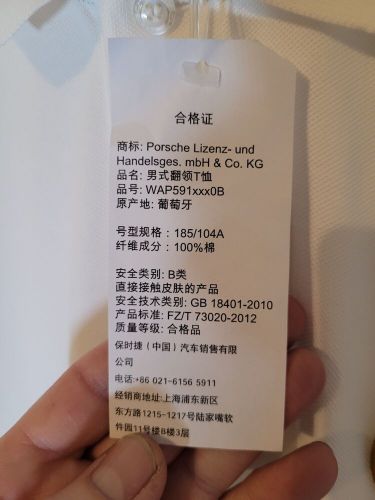 合格证
商标: Porsche Lizenz- und
Handelsges. mbH & Co. KG
品名: 男式翻领T恤
品号: WAP591xxx0B
原产地: 葡萄牙
号型规格：185/104A
纤维成分：100%棉
安全类别: B类
直接接触皮肤的产品
安全技术类别: GB 18401-2010
产品标准: FZ/T 73020-2012
质量等级: 合格品
保时捷（中国）汽车销售有限
公司
电话:+86 021-6156 5911
经销商地址:上海浦东新区
东方路1215-1217号陆家嘴软
件园11号楼B楼3层